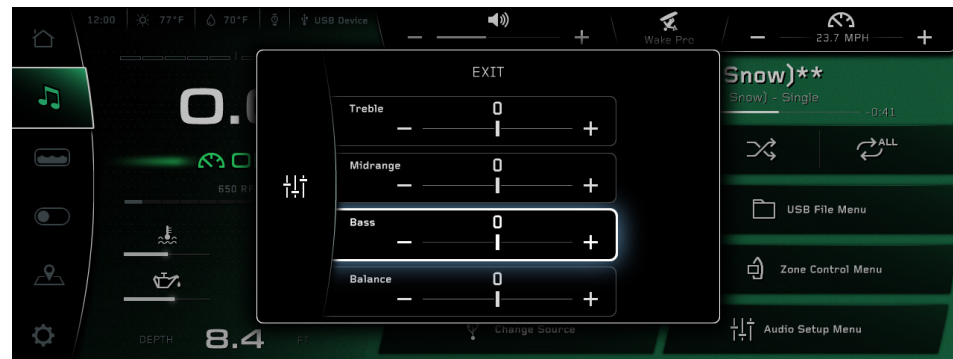 12:00 77°F 70°F USB Device
Wake Pro
23.7 MPH
EXIT
Treble 0
Midrange 0
Bass 0
Balance 0
0.
0
650 R
DEPTH 8.4 FT
Snow)**
Snow) - Single
-0:41
ALL
USB File Menu
Zone Control Menu
Change Source
Audio Setup Menu